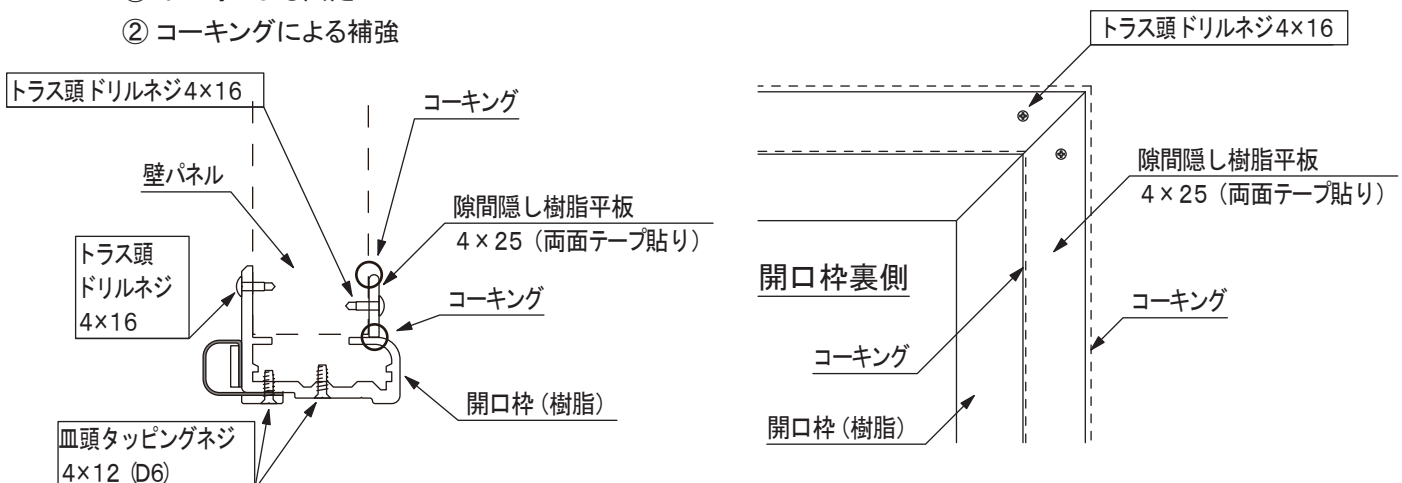 ② コーキングによる補強
トラス頭ドリルネジ4×16
コーキング
壁パネル
隙間隠し樹脂平板
4×25（両面テープ貼り）
トラス頭
ドリルネジ
4×16
コーキング
開口枠（樹脂）
皿頭タッピングネジ
4×12 (D6)
トラス頭ドリルネジ4×16
隙間隠し樹脂平板
4×25（両面テープ貼り）
開口枠裏側
コーキング
コーキング
開口枠（樹脂）